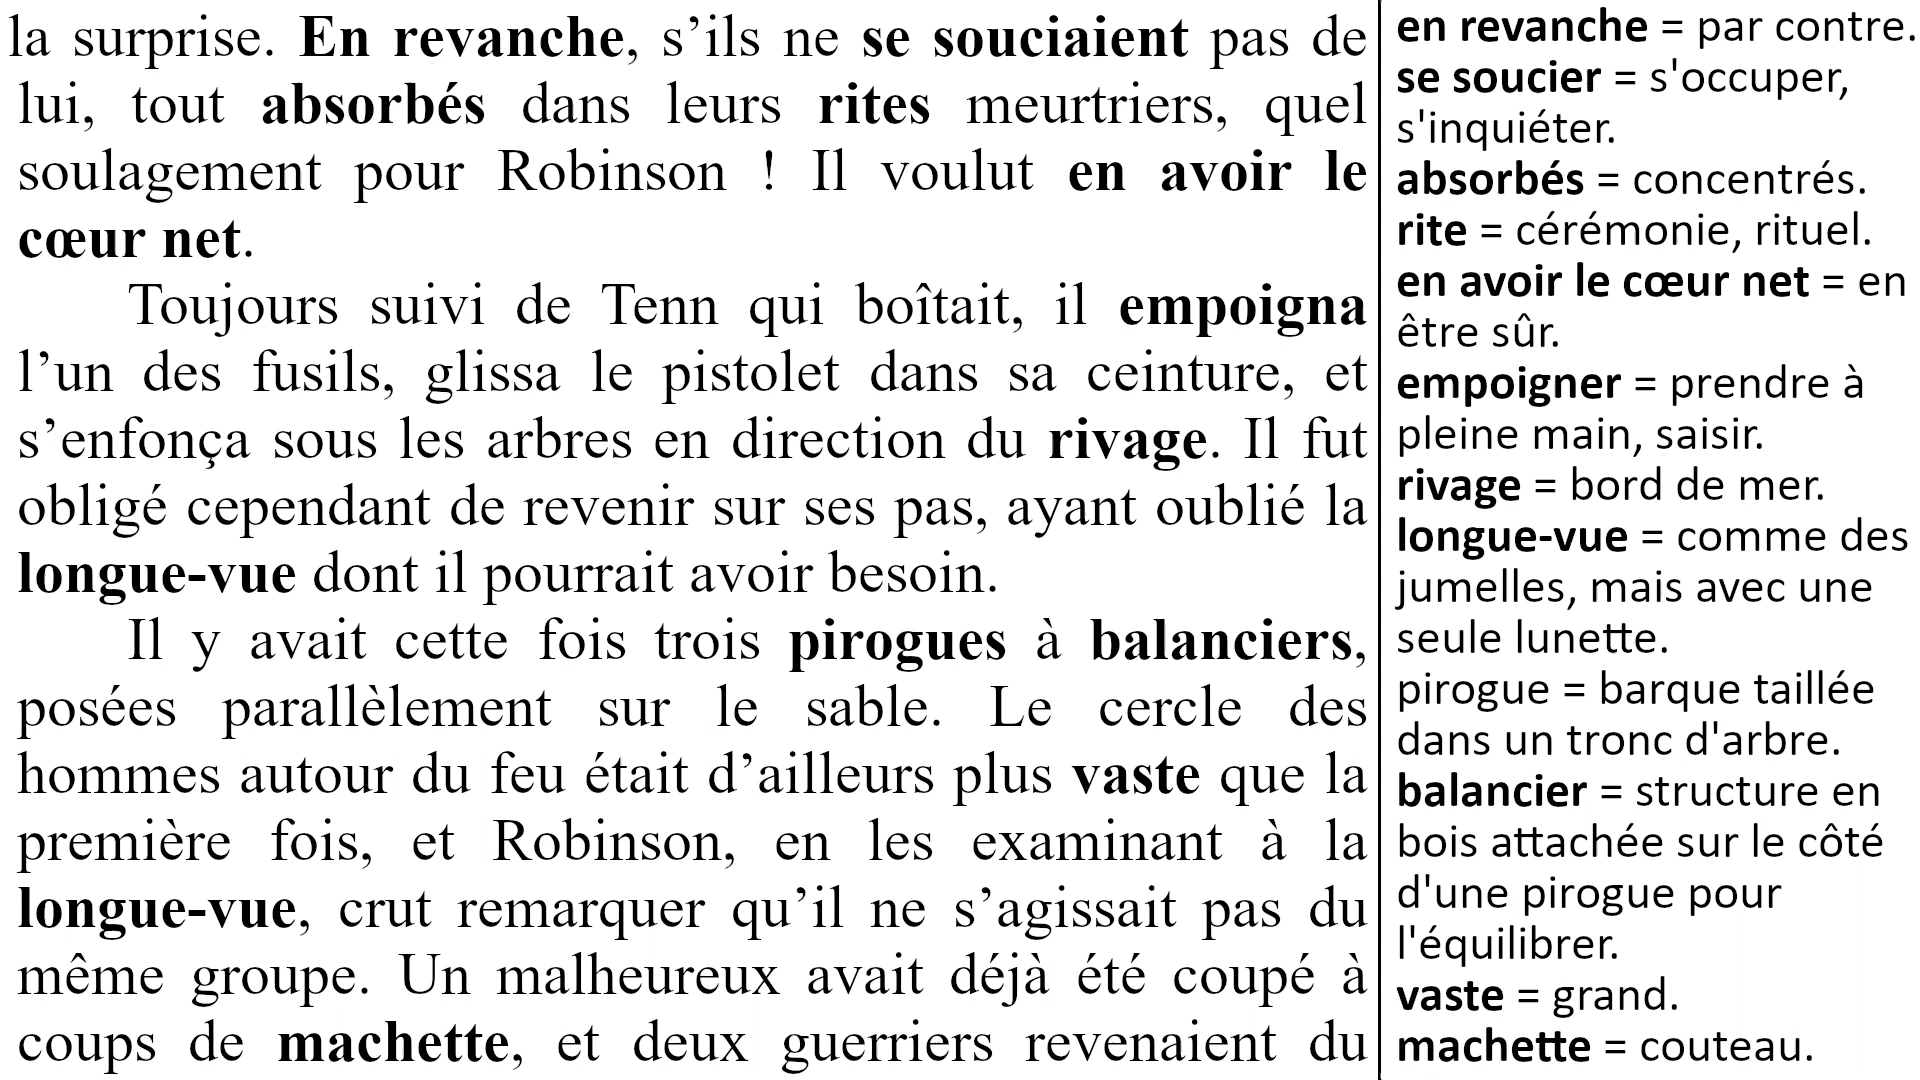 la surprise. En revanche, s’ils ne se souciaient pas de
lui, tout absorbés dans leurs rites meurtriers, quel
soulagement pour Robinson ! Il voulut en avoir le
cœur net.
Toujours suivi de Tenn qui boîtait, il empoigna
l’un des fusils, glissa le pistolet dans sa ceinture, et
s’enfonça sous les arbres en direction du rivage. Il fut
obligé cependant de revenir sur ses pas, ayant oublié la
longue-vue dont il pourrait avoir besoin.
Il y avait cette fois trois pirogues à balanciers,
posées parallèlement sur le sable. Le cercle des
hommes autour du feu était d’ailleurs plus vaste que la
première fois, et Robinson, en les examinant à la
longue-vue, crut remarquer qu’il ne s’agissait pas du
même groupe. Un malheureux avait déjà été coupé à
coups de machette, et deux guerriers revenaient du
en revanche = par contre.
se soucier = s'occuper,
s'inquiéter.
absorbés = concentrés.
rite = cérémonie, rituel.
en avoir le cœur net = en
être sûr.
empoigner = prendre à
pleine main, saisir.
rivage = bord de mer.
longue-vue = comme des
jumelles, mais avec une
seule lunette.
pirogue = barque taillée
dans un tronc d'arbre.
balancier = structure en
bois attachée sur le côté
d'une pirogue pour
l'équilibrer.
vaste = grand.
machette = couteau.